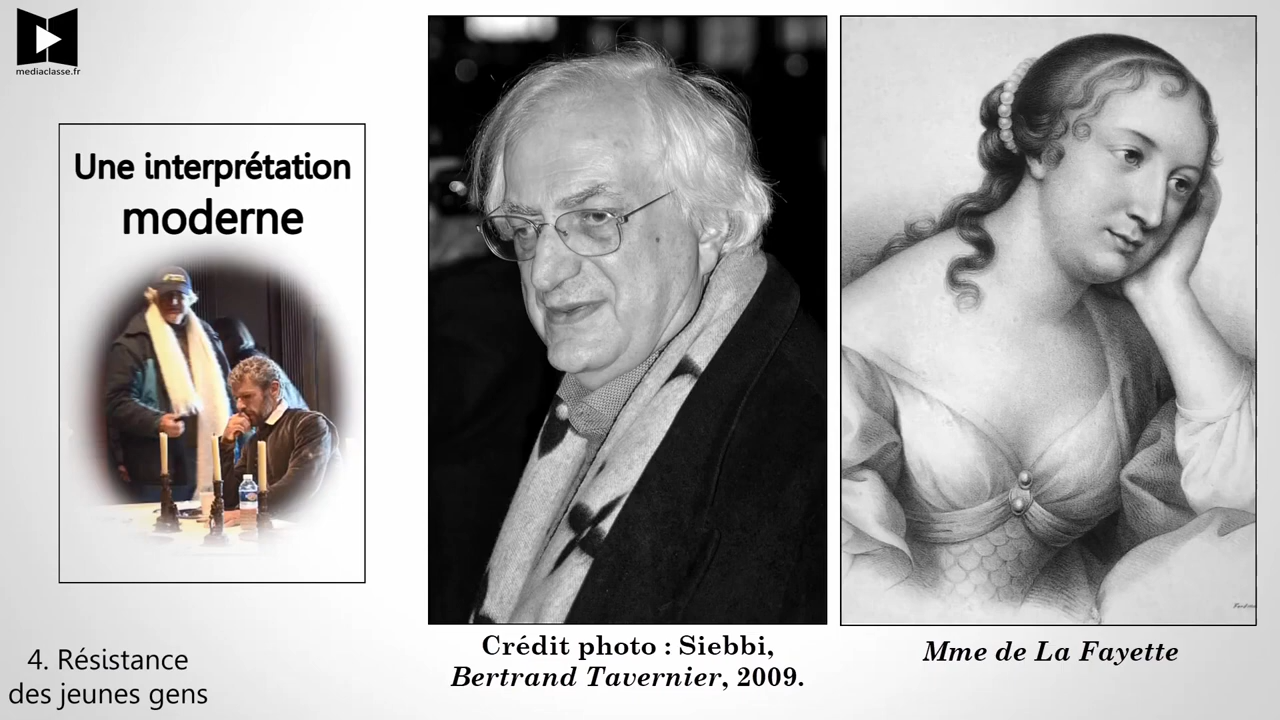 mediaclasse.fr
Une interprétation
moderne
4. Résistance
des jeunes gens
Crédit photo : Siebbi,
Bertrand Tavernier, 2009.
Mme de La Fayette